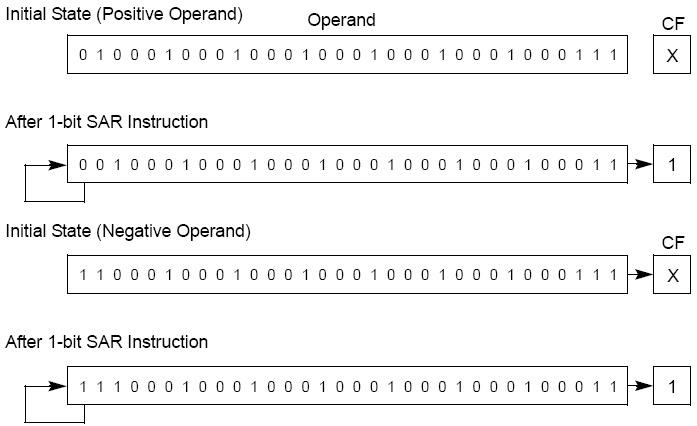 Initial State (Positive Operand)
Operand
CF
0 1 0 0 0 1 0 0 0 1 0 0 0 1 0 0 0 1 0 0 0 1 0 0 0 1 0 0 0 1 1 1 X
After 1-bit SAR Instruction
0 0 1 0 0 0 1 0 0 0 1 0 0 0 1 0 0 0 1 0 0 0 1 0 0 0 1 0 0 0 1 1 1
Initial State (Negative Operand)
CF
1 1 0 0 0 1 0 0 0 1 0 0 0 1 0 0 0 1 0 0 0 1 0 0 0 1 0 0 0 1 1 1 X
After 1-bit SAR Instruction
1 1 1 0 0 0 1 0 0 0 1 0 0 0 1 0 0 0 1 0 0 0 1 0 0 0 1 0 0 0 1 1 1